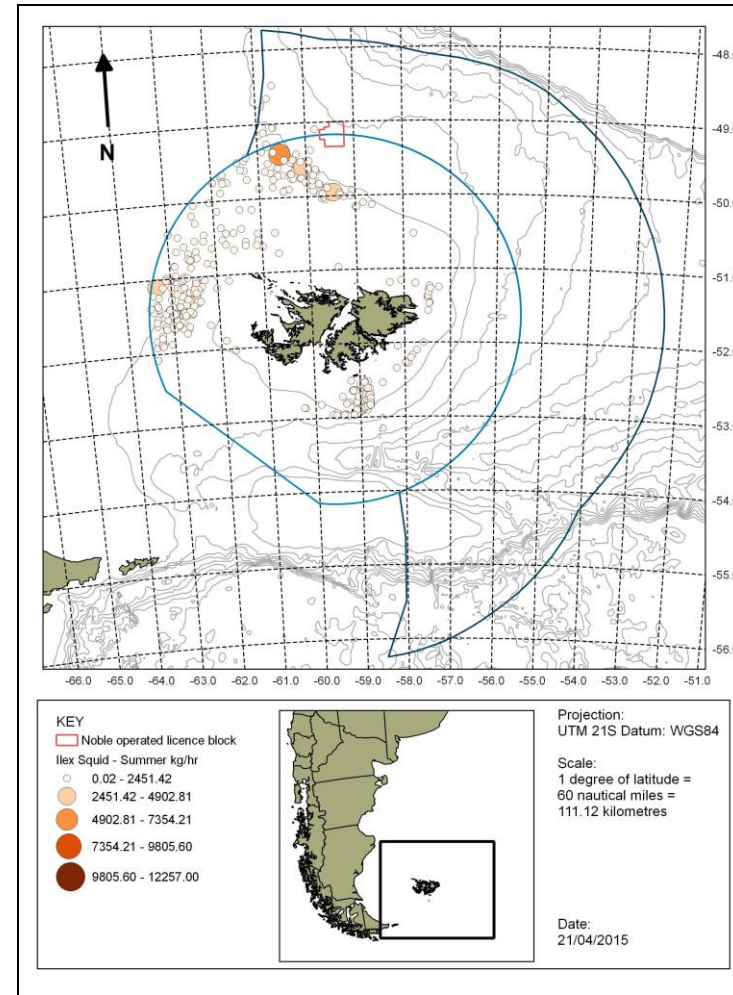 N
-48.0
-49.0
-50.0
-51.0
-52.0
-53.0
-54.0
-55.0
-56.0
-66.0 -65.0 -64.0 -63.0 -62.0 -61.0 -60.0 -59.0 -58.0 -57.0 -56.0 -55.0 -54.0 -53.0 -52.0 -51.0
KEY
Noble operated licence block
Ilex Squid - Summer kg/hr
0.02 - 2451.42
2451.42 - 4902.81
4902.81 - 7354.21
7354.21 - 9805.60
9805.60 - 12257.00
Projection:
UTM 21S Datum: WGS84
Scale:
1 degree of latitude =
60 nautical miles =
111.12 kilometres
Date:
21/04/2015